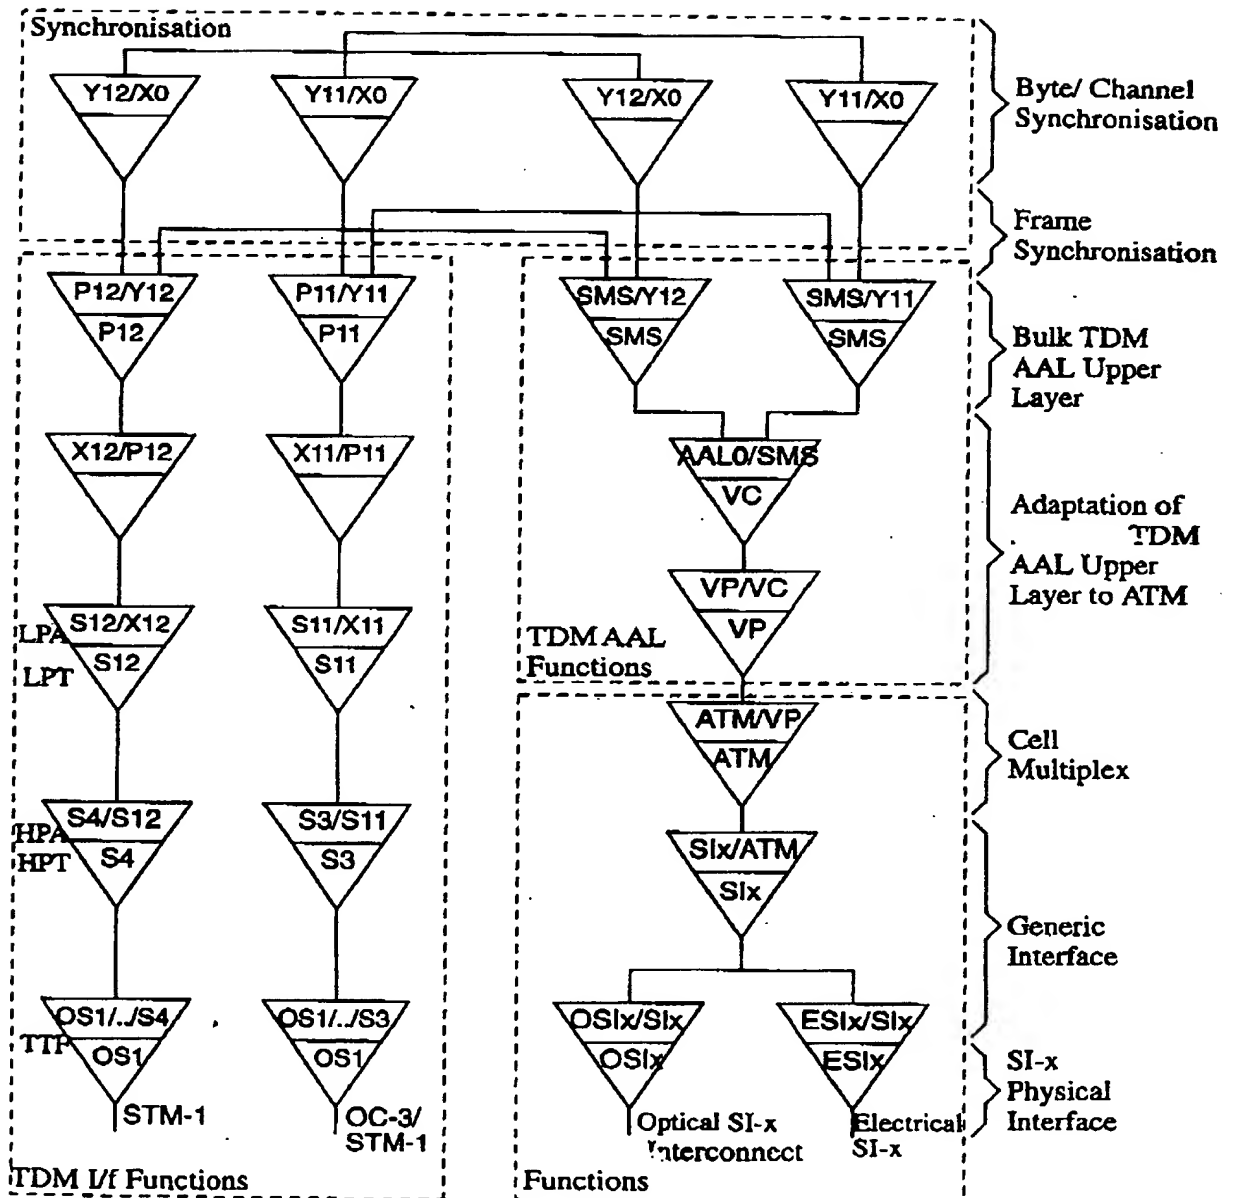 Synchronisation
Y12/X0
Y11/X0
Y12/X0
Y11/X0
Byte/ Channel
Synchronisation
Frame
Synchronisation
P12/Y12
P12
P11/Y11
P11
SMS/Y12
SMS
SMS/Y11
SMS
Bulk TDM
AAL Upper
Layer
X12/P12
X11/P11
AAL0/SMS
VC
Adaptation of
TDM
AAL Upper
Layer to ATM
VP/VC
VP
TDM AAL
Functions
LPA
LPT
S12/X12
S12
S11/X11
S11
ATM/VP
ATM
Cell
Multiplex
HPA
HPT
S4/S12
S4
S3/S11
S3
SIx/ATM
SIx
Generic
Interface
TTP
OS1/../S4
OS1
OS1/../S3
OS1
OSIx/SIx
OSIx
ESIx/SIx
ESIx
SI-x
Physical
Interface
STM-1
OC-3/
STM-1
Optical SI-x
Interconnect
Electrical
SI-x
TDM I/f Functions
Functions